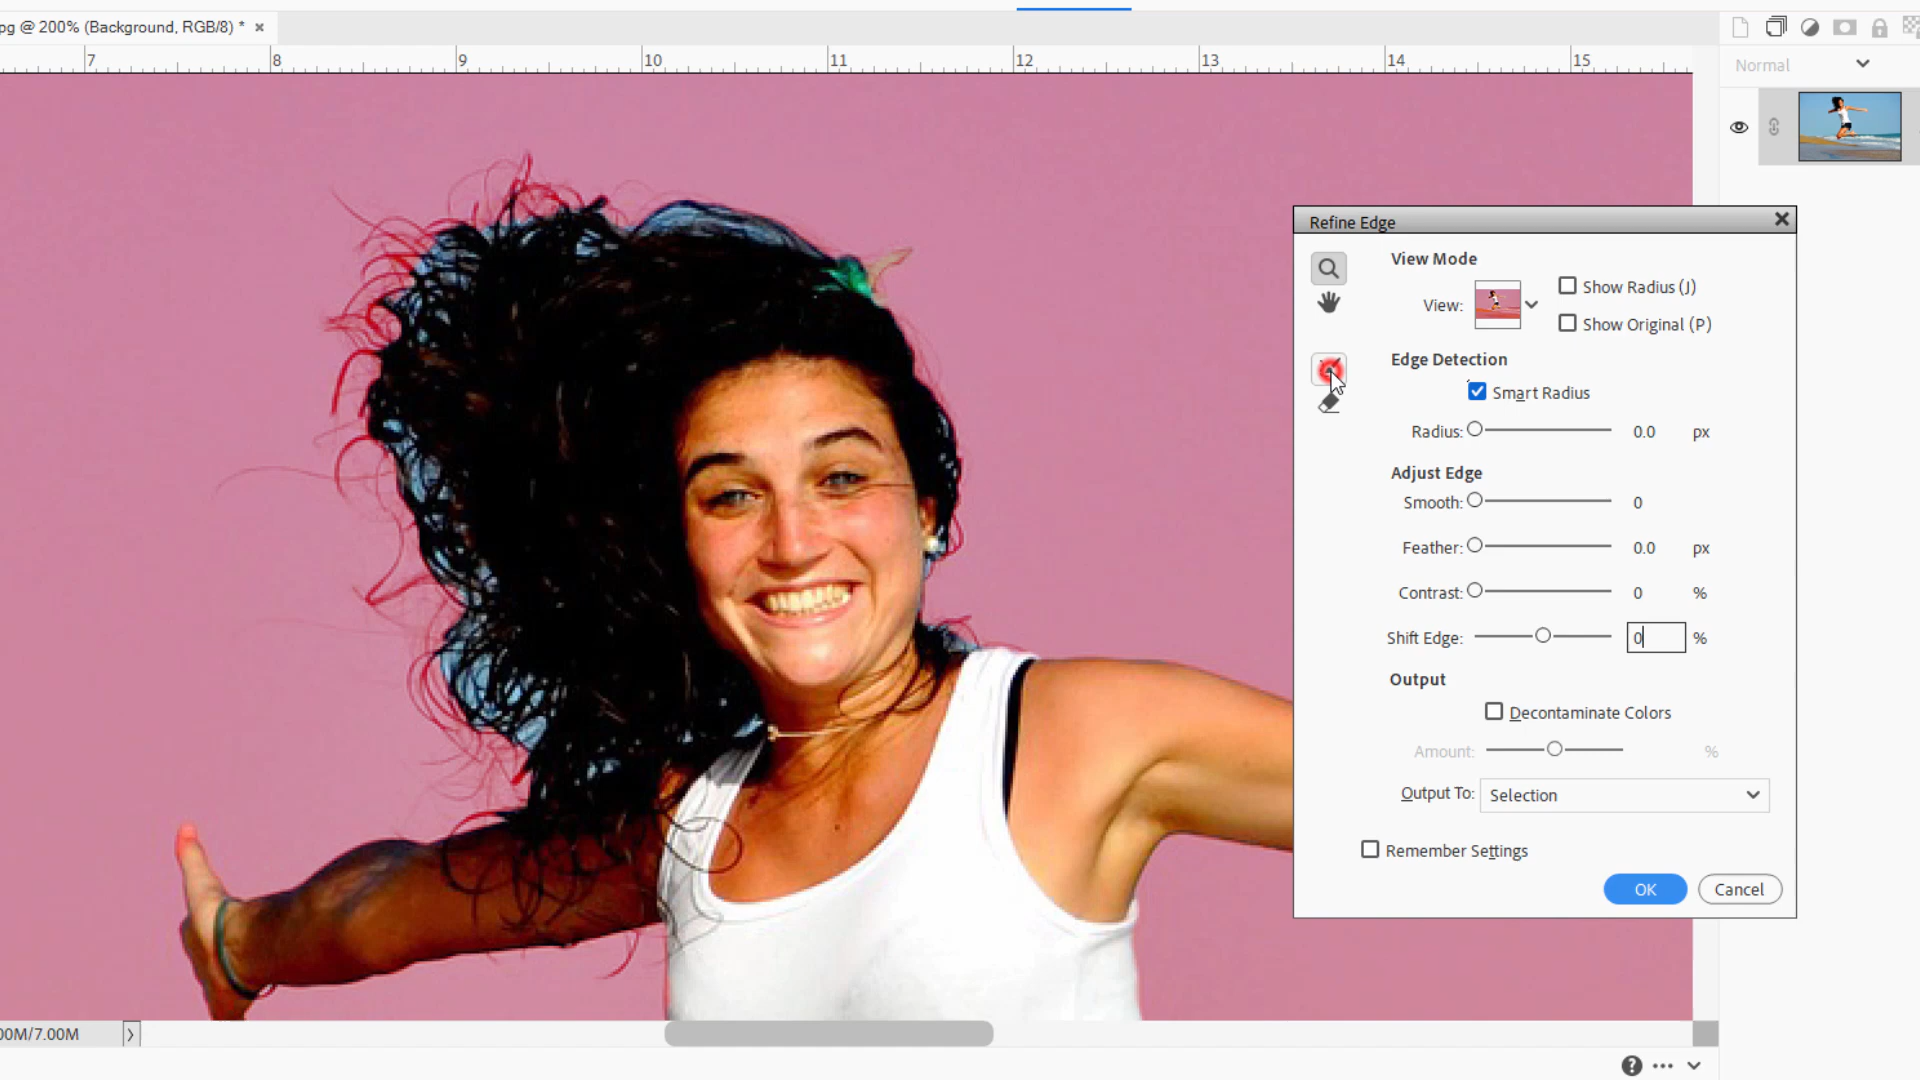 pg @ 200% (Background, RGB/8) * ×
7 8 9 10 11 12 13 14 15
Normal
Refine Edge
View Mode
View:
Show Radius (J)
Show Original (P)
Edge Detection
Smart Radius
Radius: 0.0 px
Adjust Edge
Smooth: 0
Feather: 0.0 px
Contrast: 0 %
Shift Edge: 0 %
Output
Decontaminate Colors
Amount: %
Output To: Selection
Remember Settings
OK Cancel
00M/7.00M